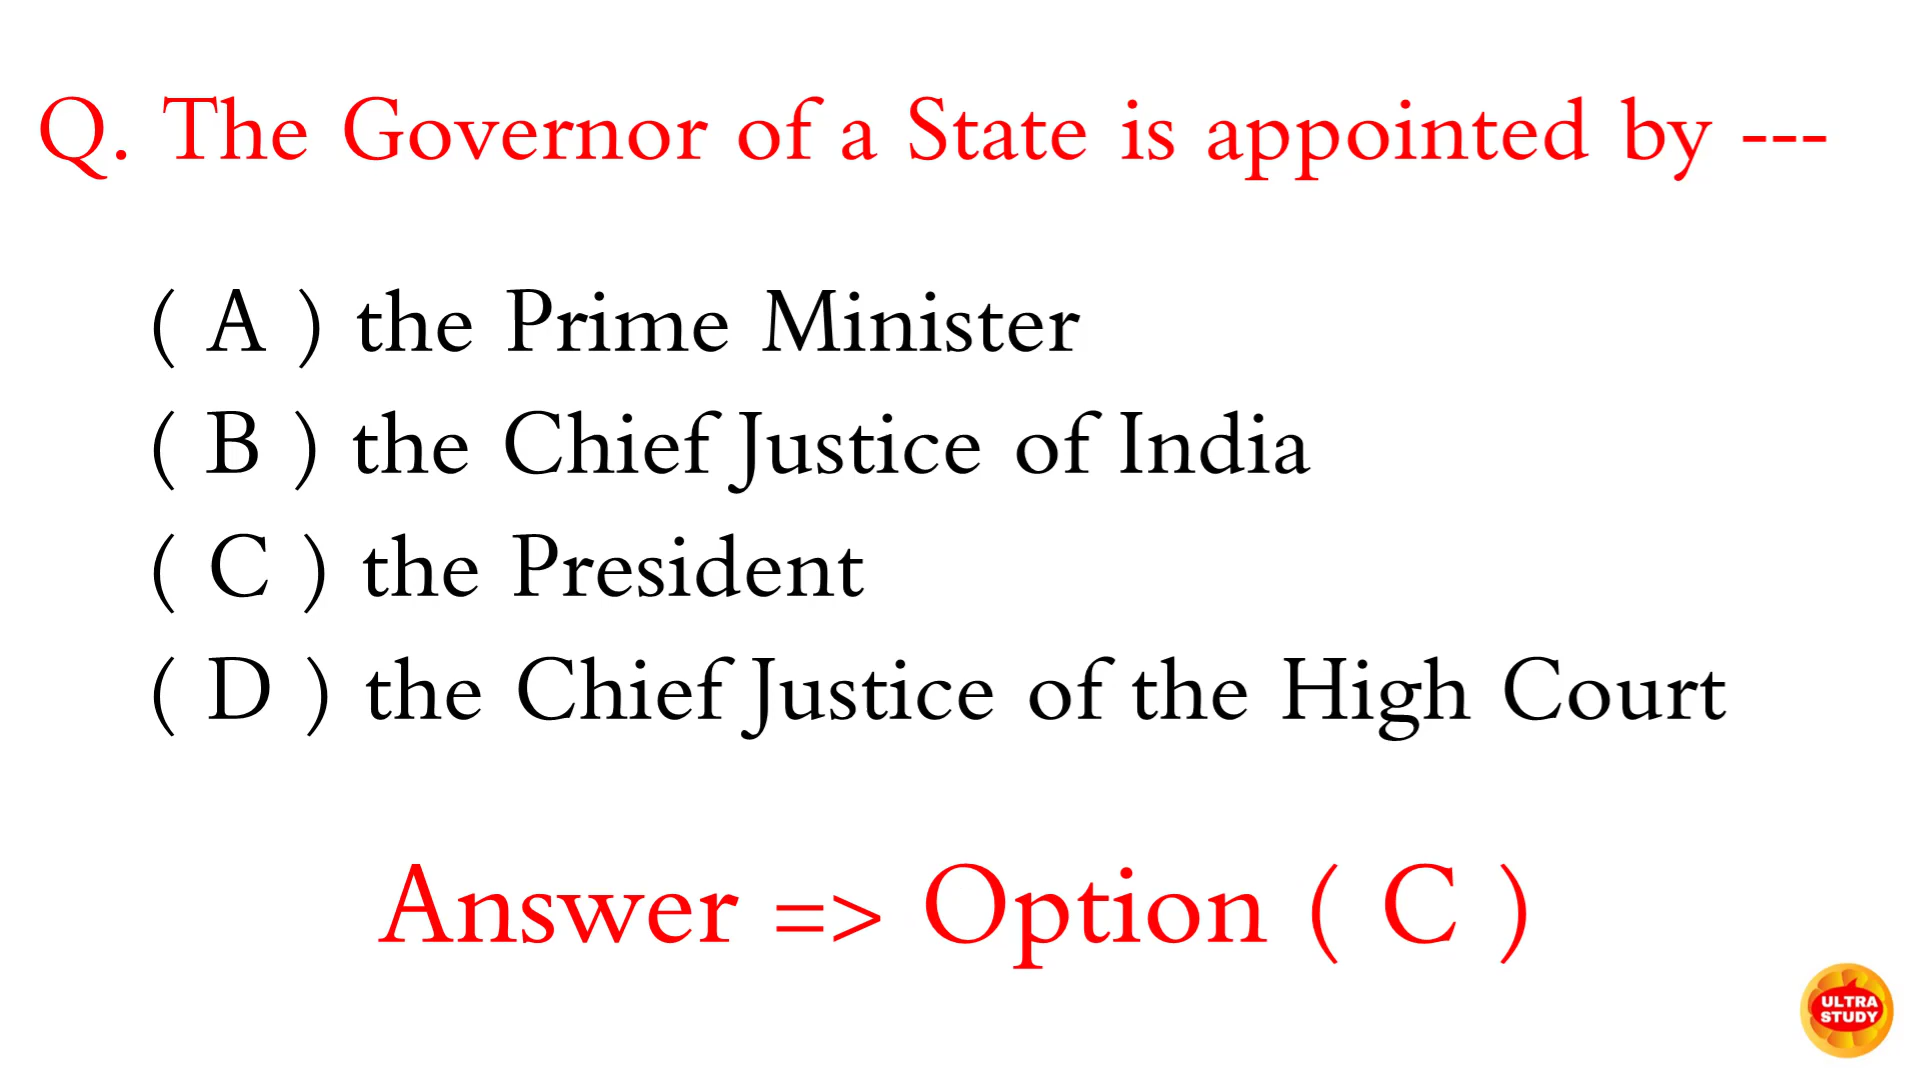 Q. The Governor of a State is appointed by ---
( A ) the Prime Minister
( B ) the Chief Justice of India
( C ) the President
( D ) the Chief Justice of the High Court
Answer => Option ( C )
ULTRA
STUDY